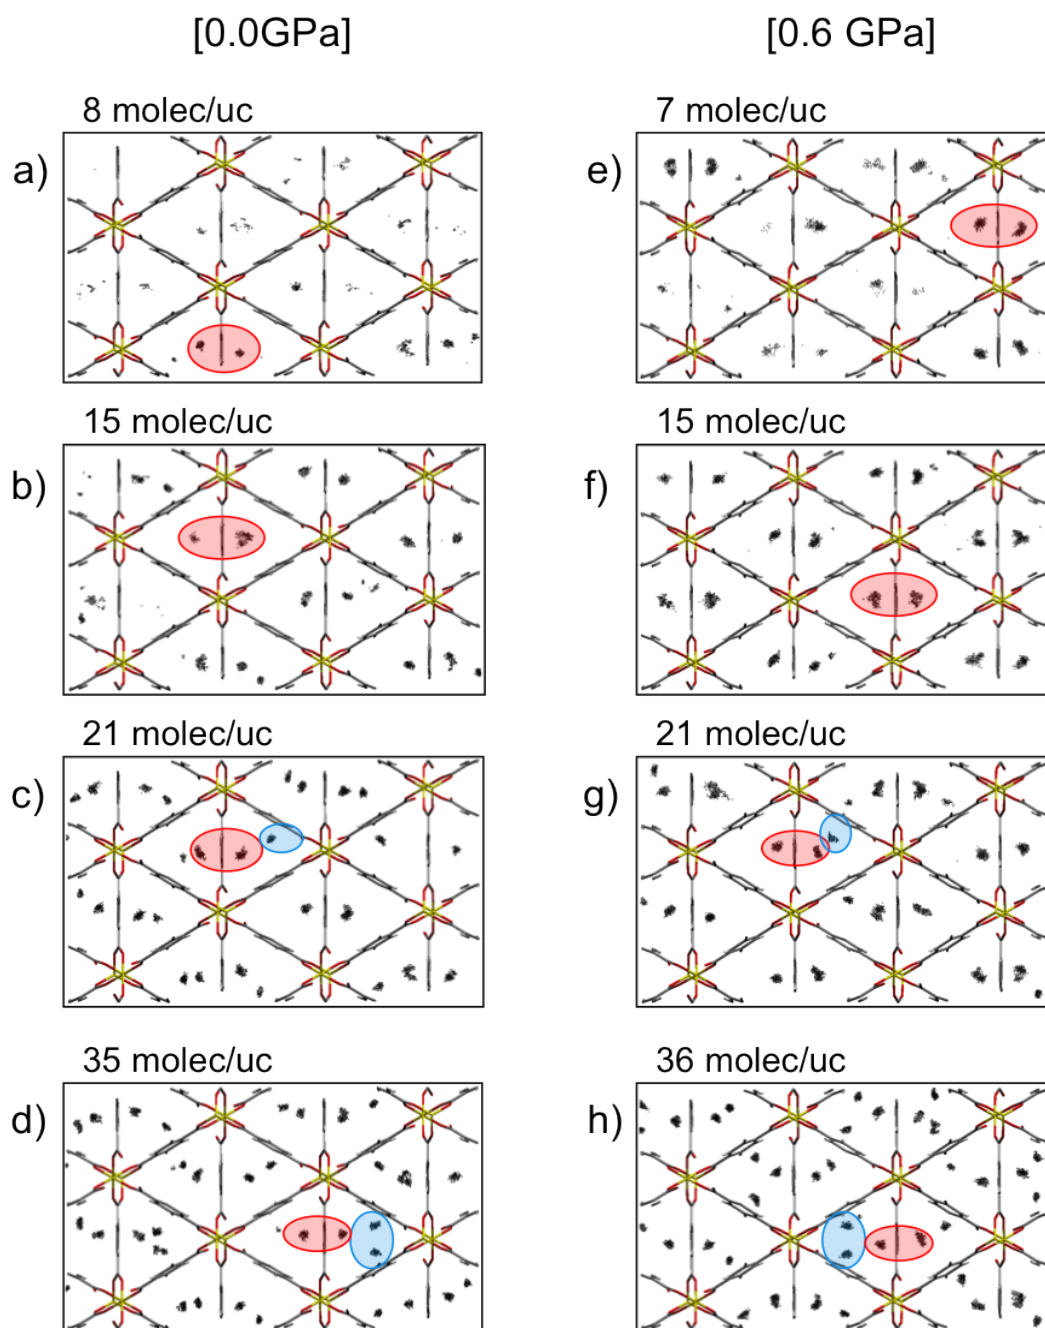 [0.0GPa]
[0.6 GPa]
8 molec/uc
7 molec/uc
a)
e)
15 molec/uc
15 molec/uc
b)
f)
21 molec/uc
21 molec/uc
c)
g)
35 molec/uc
36 molec/uc
d)
h)